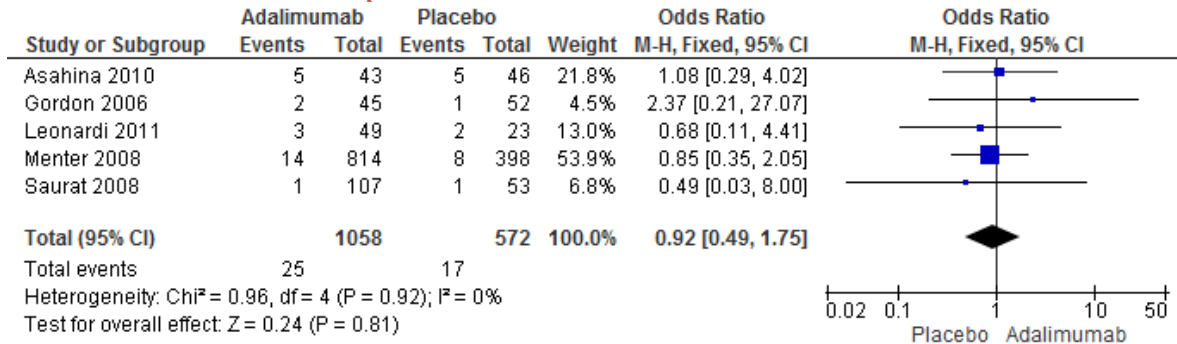 Adalimumab Placebo Odds Ratio Odds Ratio
Study or Subgroup Events Total Events Total Weight M-H, Fixed, 95% CI M-H, Fixed, 95% CI
Asahina 2010 5 43 5 46 21.8% 1.08 [0.29, 4.02]
Gordon 2006 2 45 1 52 4.5% 2.37 [0.21, 27.07]
Leonardi 2011 3 49 2 23 13.0% 0.68 [0.11, 4.41]
Menter 2008 14 814 8 398 53.9% 0.85 [0.35, 2.05]
Saurat 2008 1 107 1 53 6.8% 0.49 [0.03, 8.00]
Total (95% CI) 1058 572 100.0% 0.92 [0.49, 1.75]
Total events 25 17
Heterogeneity: Chi² = 0.96, df = 4 (P = 0.92); I² = 0%
Test for overall effect: Z = 0.24 (P = 0.81)
0.02 0.1 1 10 50
Placebo Adalimumab